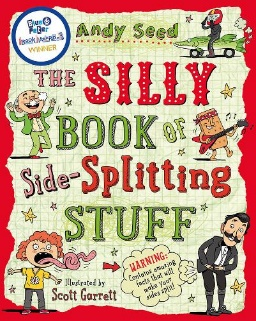 Blue Peter
Book Awards
WINNER
Andy Seed
THE
SILLY
BOOK OF
Side-Splitting
STUFF
WARNING:
Contains amazing
facts that will
make your
sides split!
Illustrated by
Scott Garrett